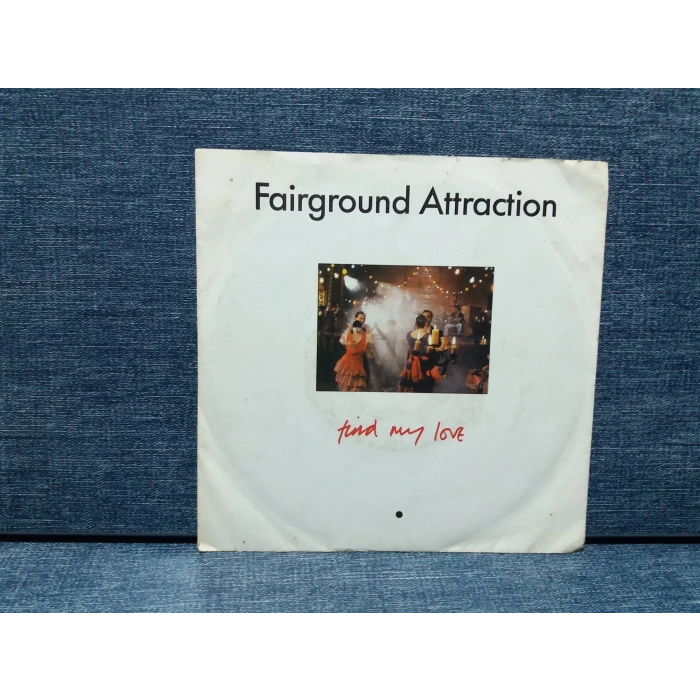 Fairground Attraction
find my love